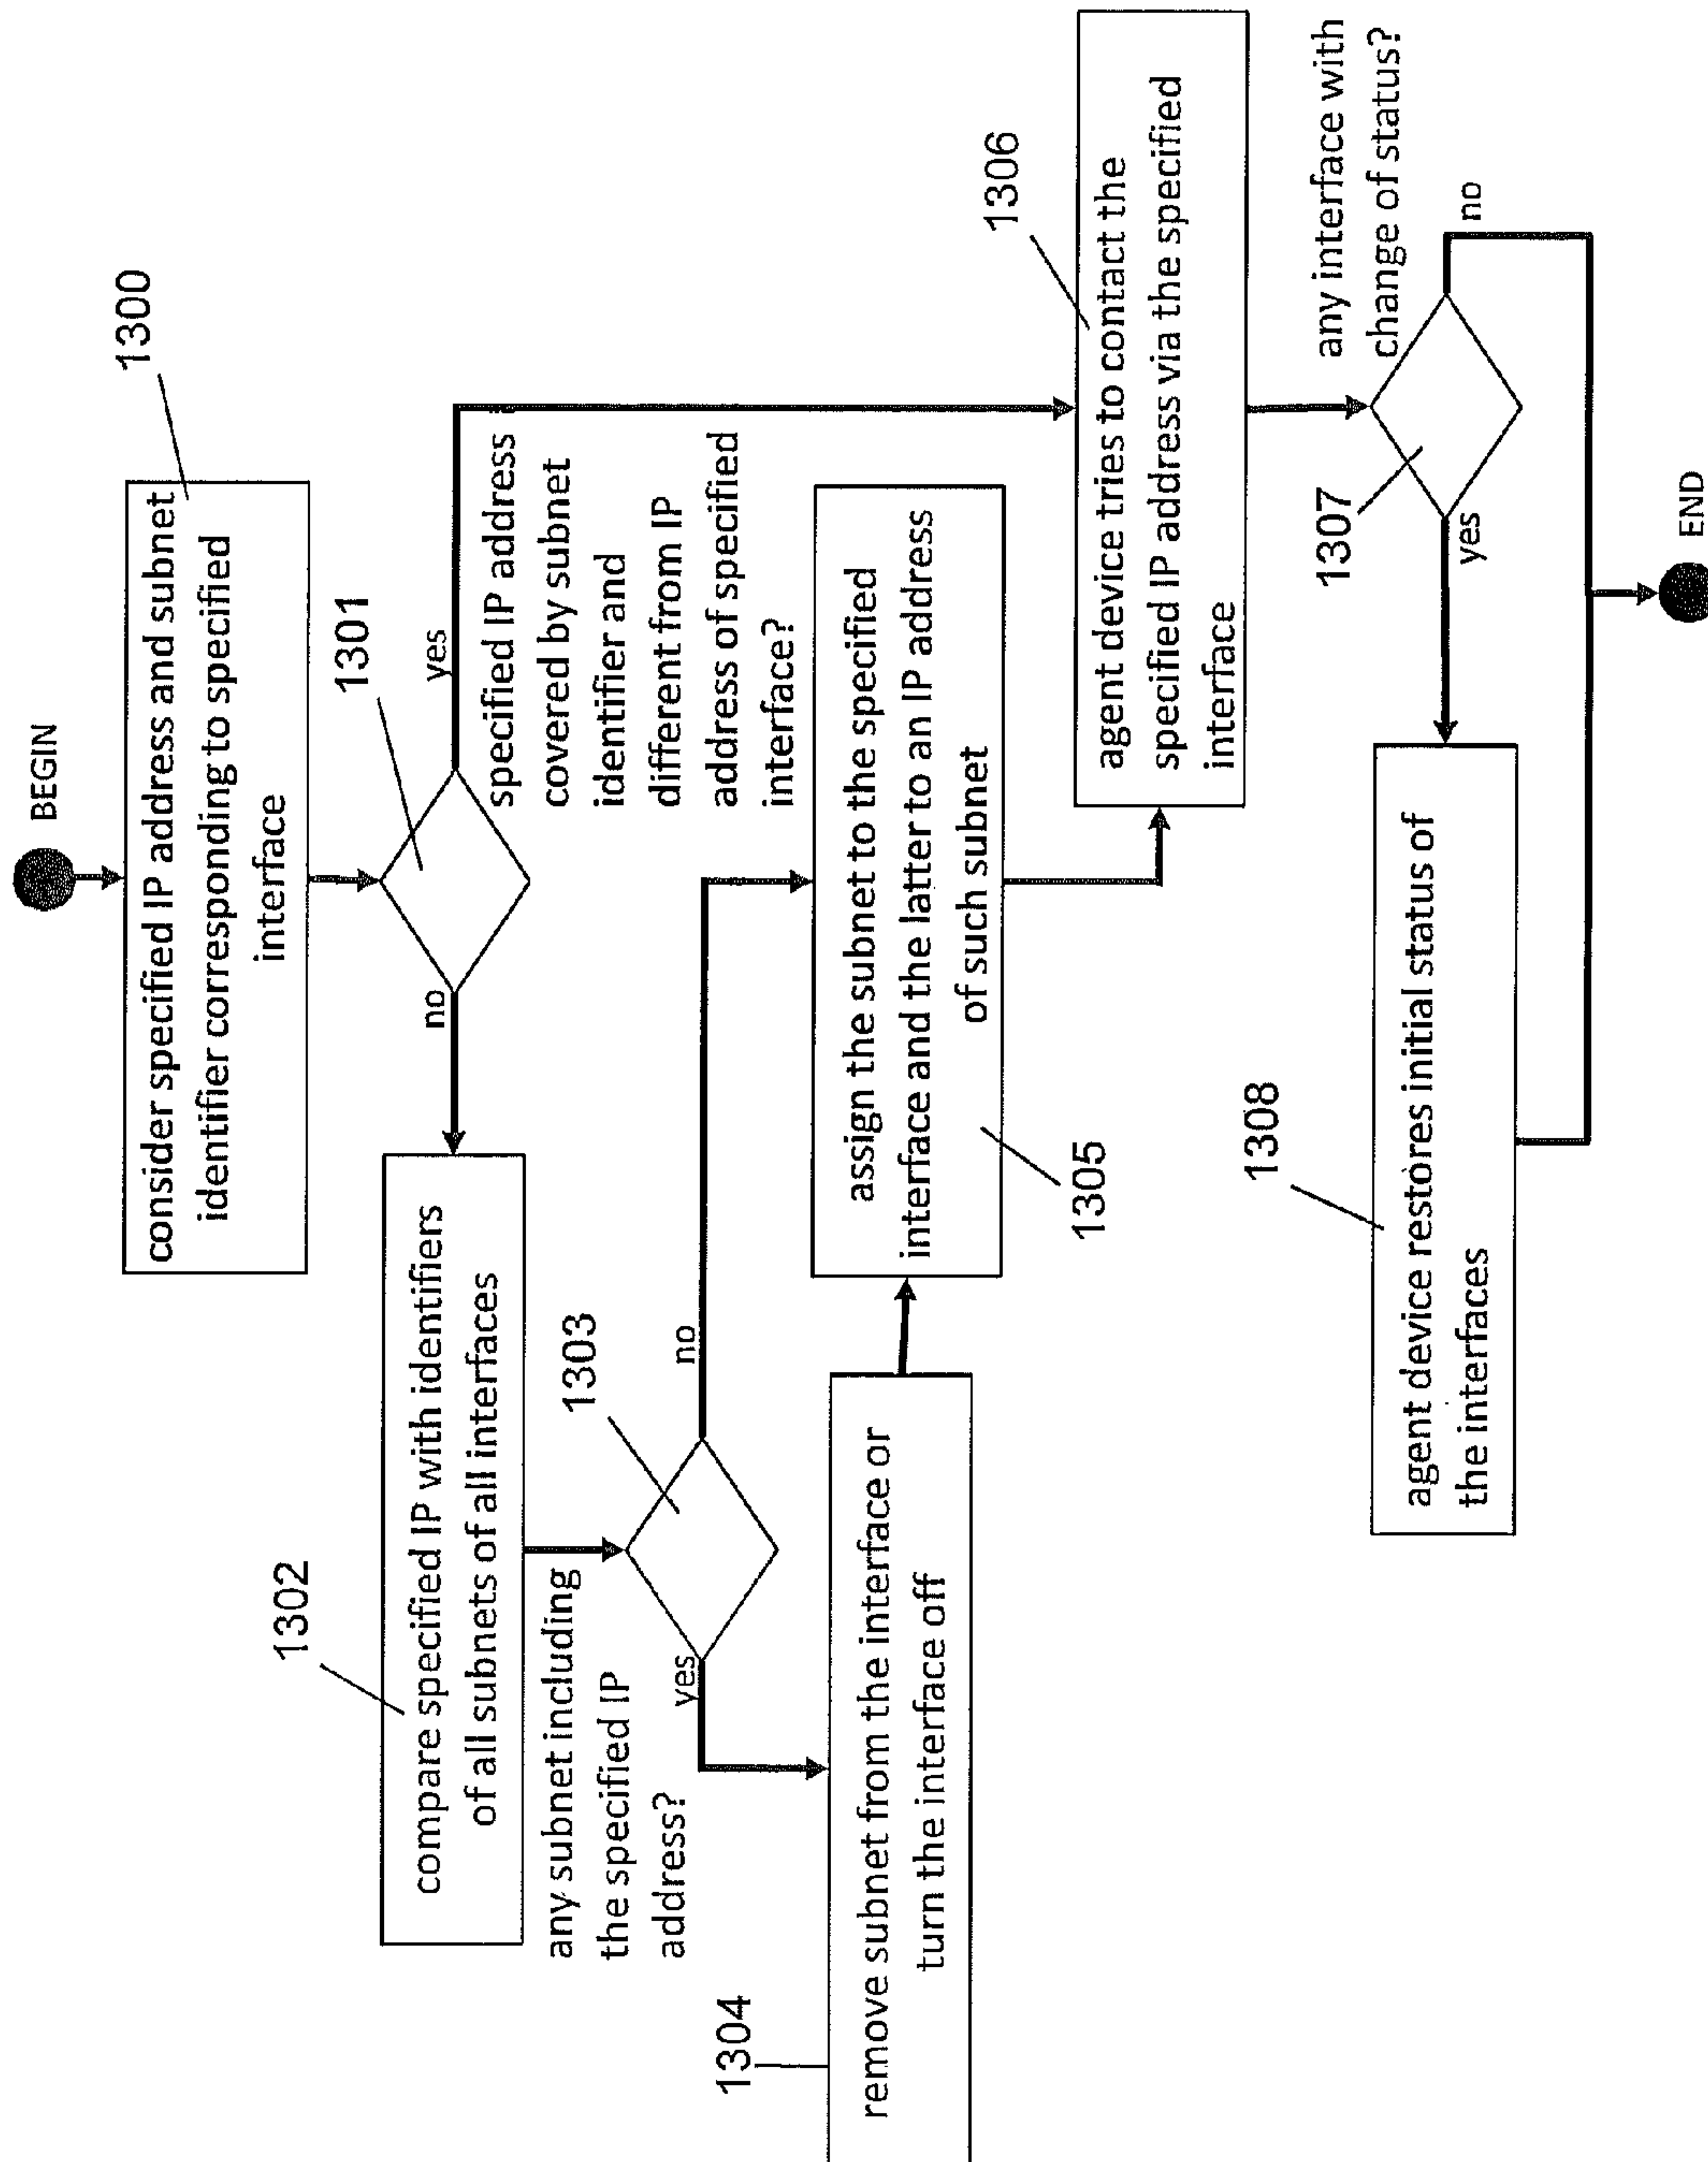 BEGIN
1300
consider specified IP address and subnet
identifier corresponding to specified
interface
1301
yes
no
specified IP address
covered by subnet
identifier and
different from IP
address of specified
interface?
1302
compare specified IP with identifiers
of all subnets of all interfaces
any subnet including
the specified IP
address?
1303
yes
no
1304
remove subnet from the interface or
turn the interface off
assign the subnet to the specified
interface and the latter to an IP address
of such subnet
1305
1306
agent device tries to contact the
specified IP address via the specified
interface
any interface with
change of status?
1307
yes
no
1308
agent device restores initial status of
the interfaces
END